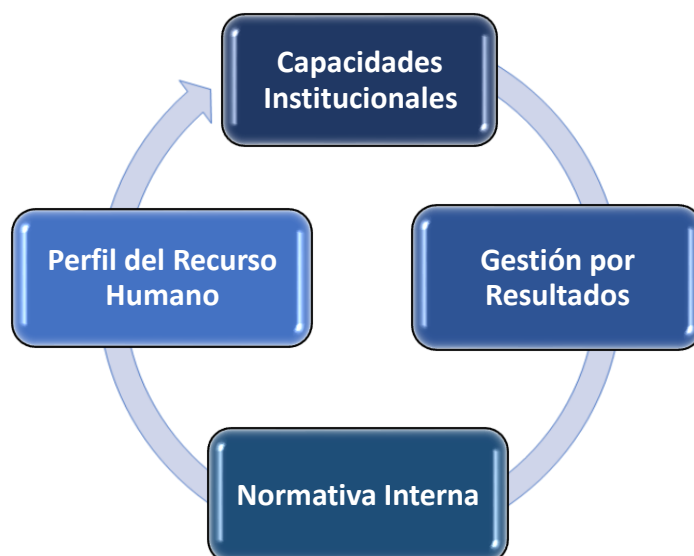 Capacidades
Institucionales
Gestión por
Resultados
Normativa Interna
Perfil del Recurso
Humano